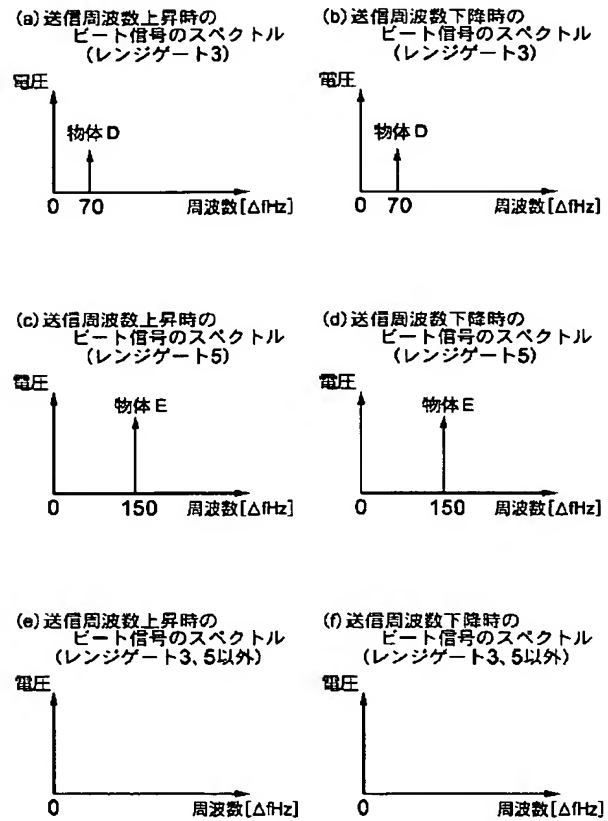 (a)送信周波数上昇時の
ビート信号のスペクトル
(レンジゲート3)
電圧
物体D
0 70 周波数[ΔfHz]
(b)送信周波数下降時の
ビート信号のスペクトル
(レンジゲート3)
電圧
物体D
0 70 周波数[ΔfHz]
(c)送信周波数上昇時の
ビート信号のスペクトル
(レンジゲート5)
電圧
物体E
0 150 周波数[ΔfHz]
(d)送信周波数下降時の
ビート信号のスペクトル
(レンジゲート5)
電圧
物体E
0 150 周波数[ΔfHz]
(e)送信周波数上昇時の
ビート信号のスペクトル
(レンジゲート3、5以外)
電圧
0 周波数[ΔfHz]
(f)送信周波数下降時の
ビート信号のスペクトル
(レンジゲート3、5以外)
電圧
0 周波数[ΔfHz]